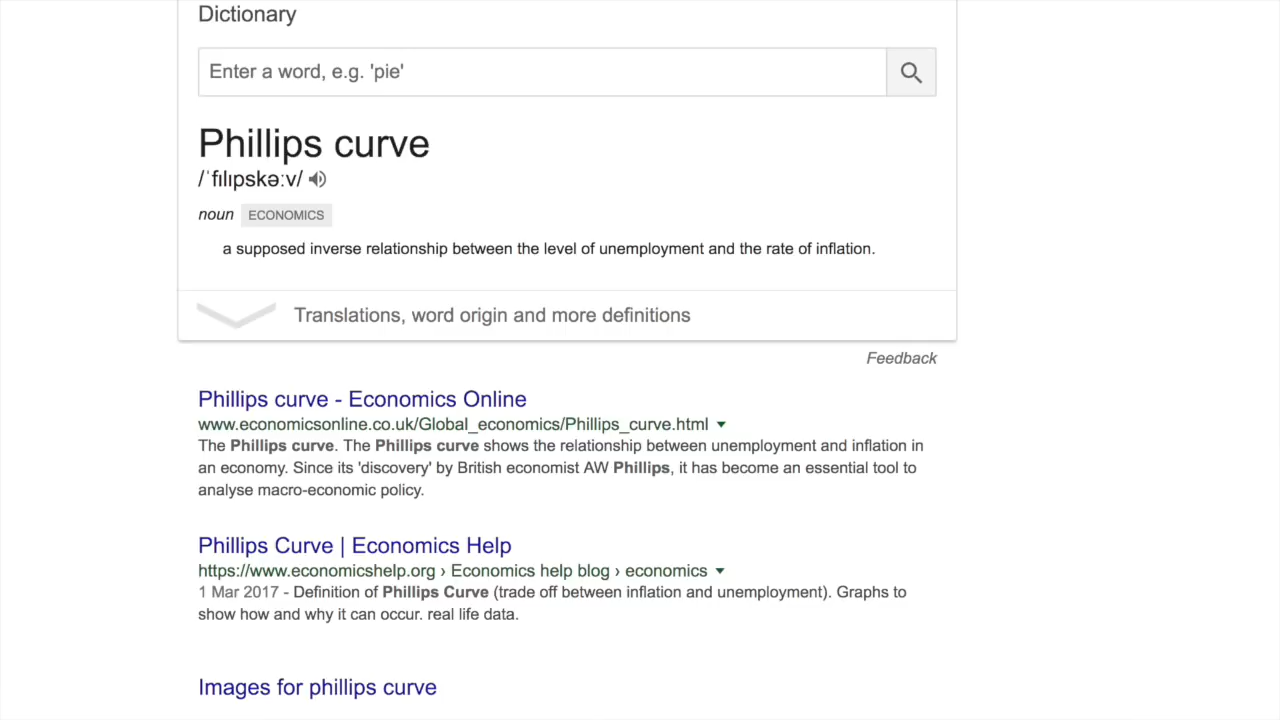 Dictionary
Enter a word, e.g. 'pie'
Phillips curve
/ˈfɪlɪpskəːv/
noun ECONOMICS
a supposed inverse relationship between the level of unemployment and the rate of inflation.
Translations, word origin and more definitions
Feedback
Phillips curve - Economics Online
www.economicsonline.co.uk/Global_economics/Phillips_curve.html
The Phillips curve. The Phillips curve shows the relationship between unemployment and inflation in
an economy. Since its 'discovery' by British economist AW Phillips, it has become an essential tool to
analyse macro-economic policy.
Phillips Curve | Economics Help
https://www.economicshelp.org › Economics help blog › economics
1 Mar 2017 - Definition of Phillips Curve (trade off between inflation and unemployment). Graphs to
show how and why it can occur. real life data.
Images for phillips curve